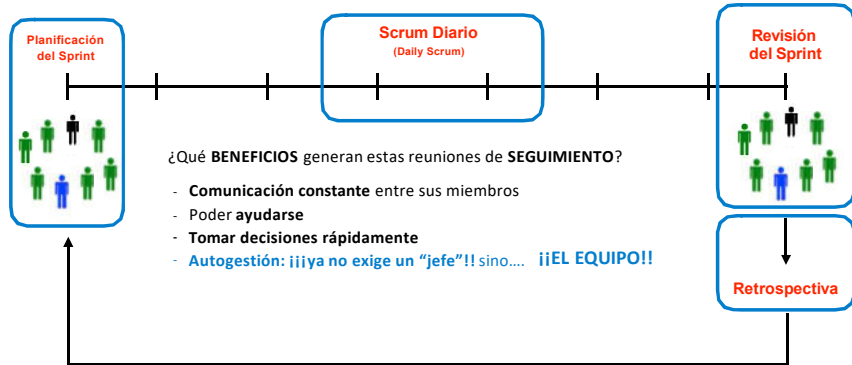 Planificación
del Sprint
Scrum Diario
(Daily Scrum)
Revisión
del Sprint
¿Qué BENEFICIOS generan estas reuniones de SEGUIMIENTO?
- Comunicación constante entre sus miembros
- Poder ayudarse
- Tomar decisiones rápidamente
- Autogestión: ¡¡¡ya no exige un “jefe”!! sino.... ¡¡EL EQUIPO!!
Retrospectiva